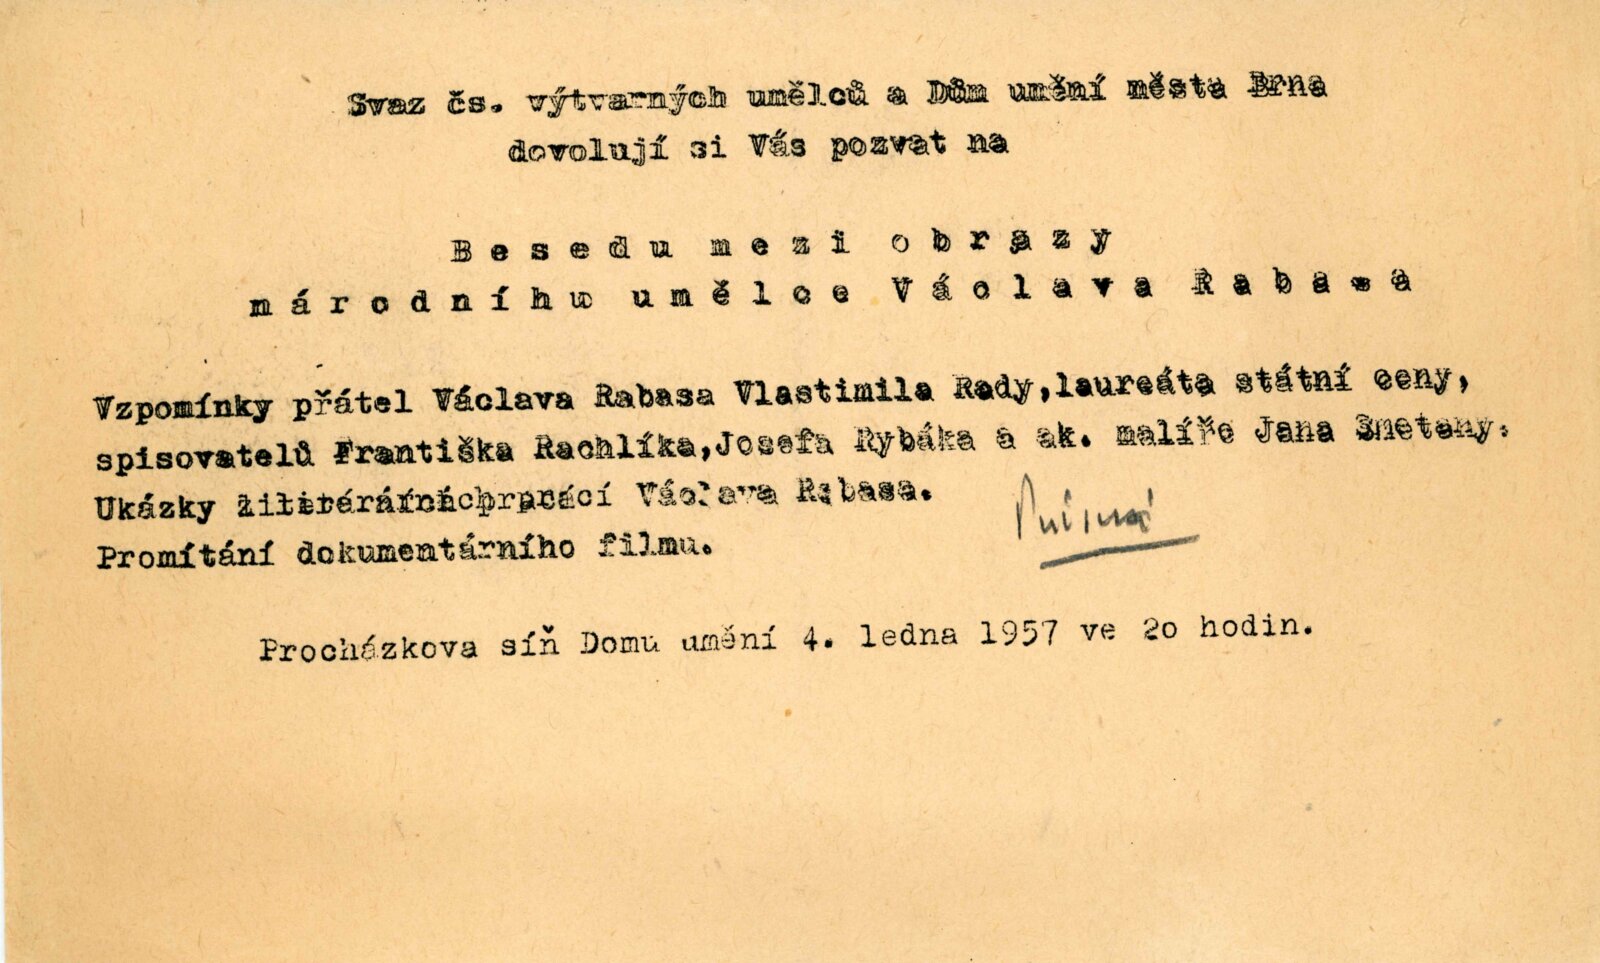 Svaz čs. výtvarných umělců a Dům umění města Brna
dovolují si Vás pozvat na
Besedu mezi obrazy
národního umělce Václava Rabasa
Vzpomínky přátel Václava Rabasa Vlastimila Rady, laureáta státní ceny,
spisovatelů Františka Rachlíka, Josefa Rybáka a ak. malíře Jana Smetany.
Ukázky z literárních prací Václava Rabasa.
Promítání dokumentárního filmu.
Procházkova síň Domu umění 4. ledna 1957 ve 20 hodin.